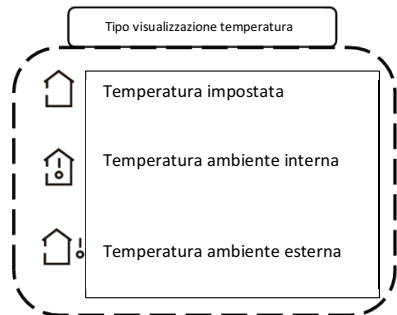 Tipo visualizzazione temperatura
Temperatura impostata
Temperatura ambiente interna
Temperatura ambiente esterna